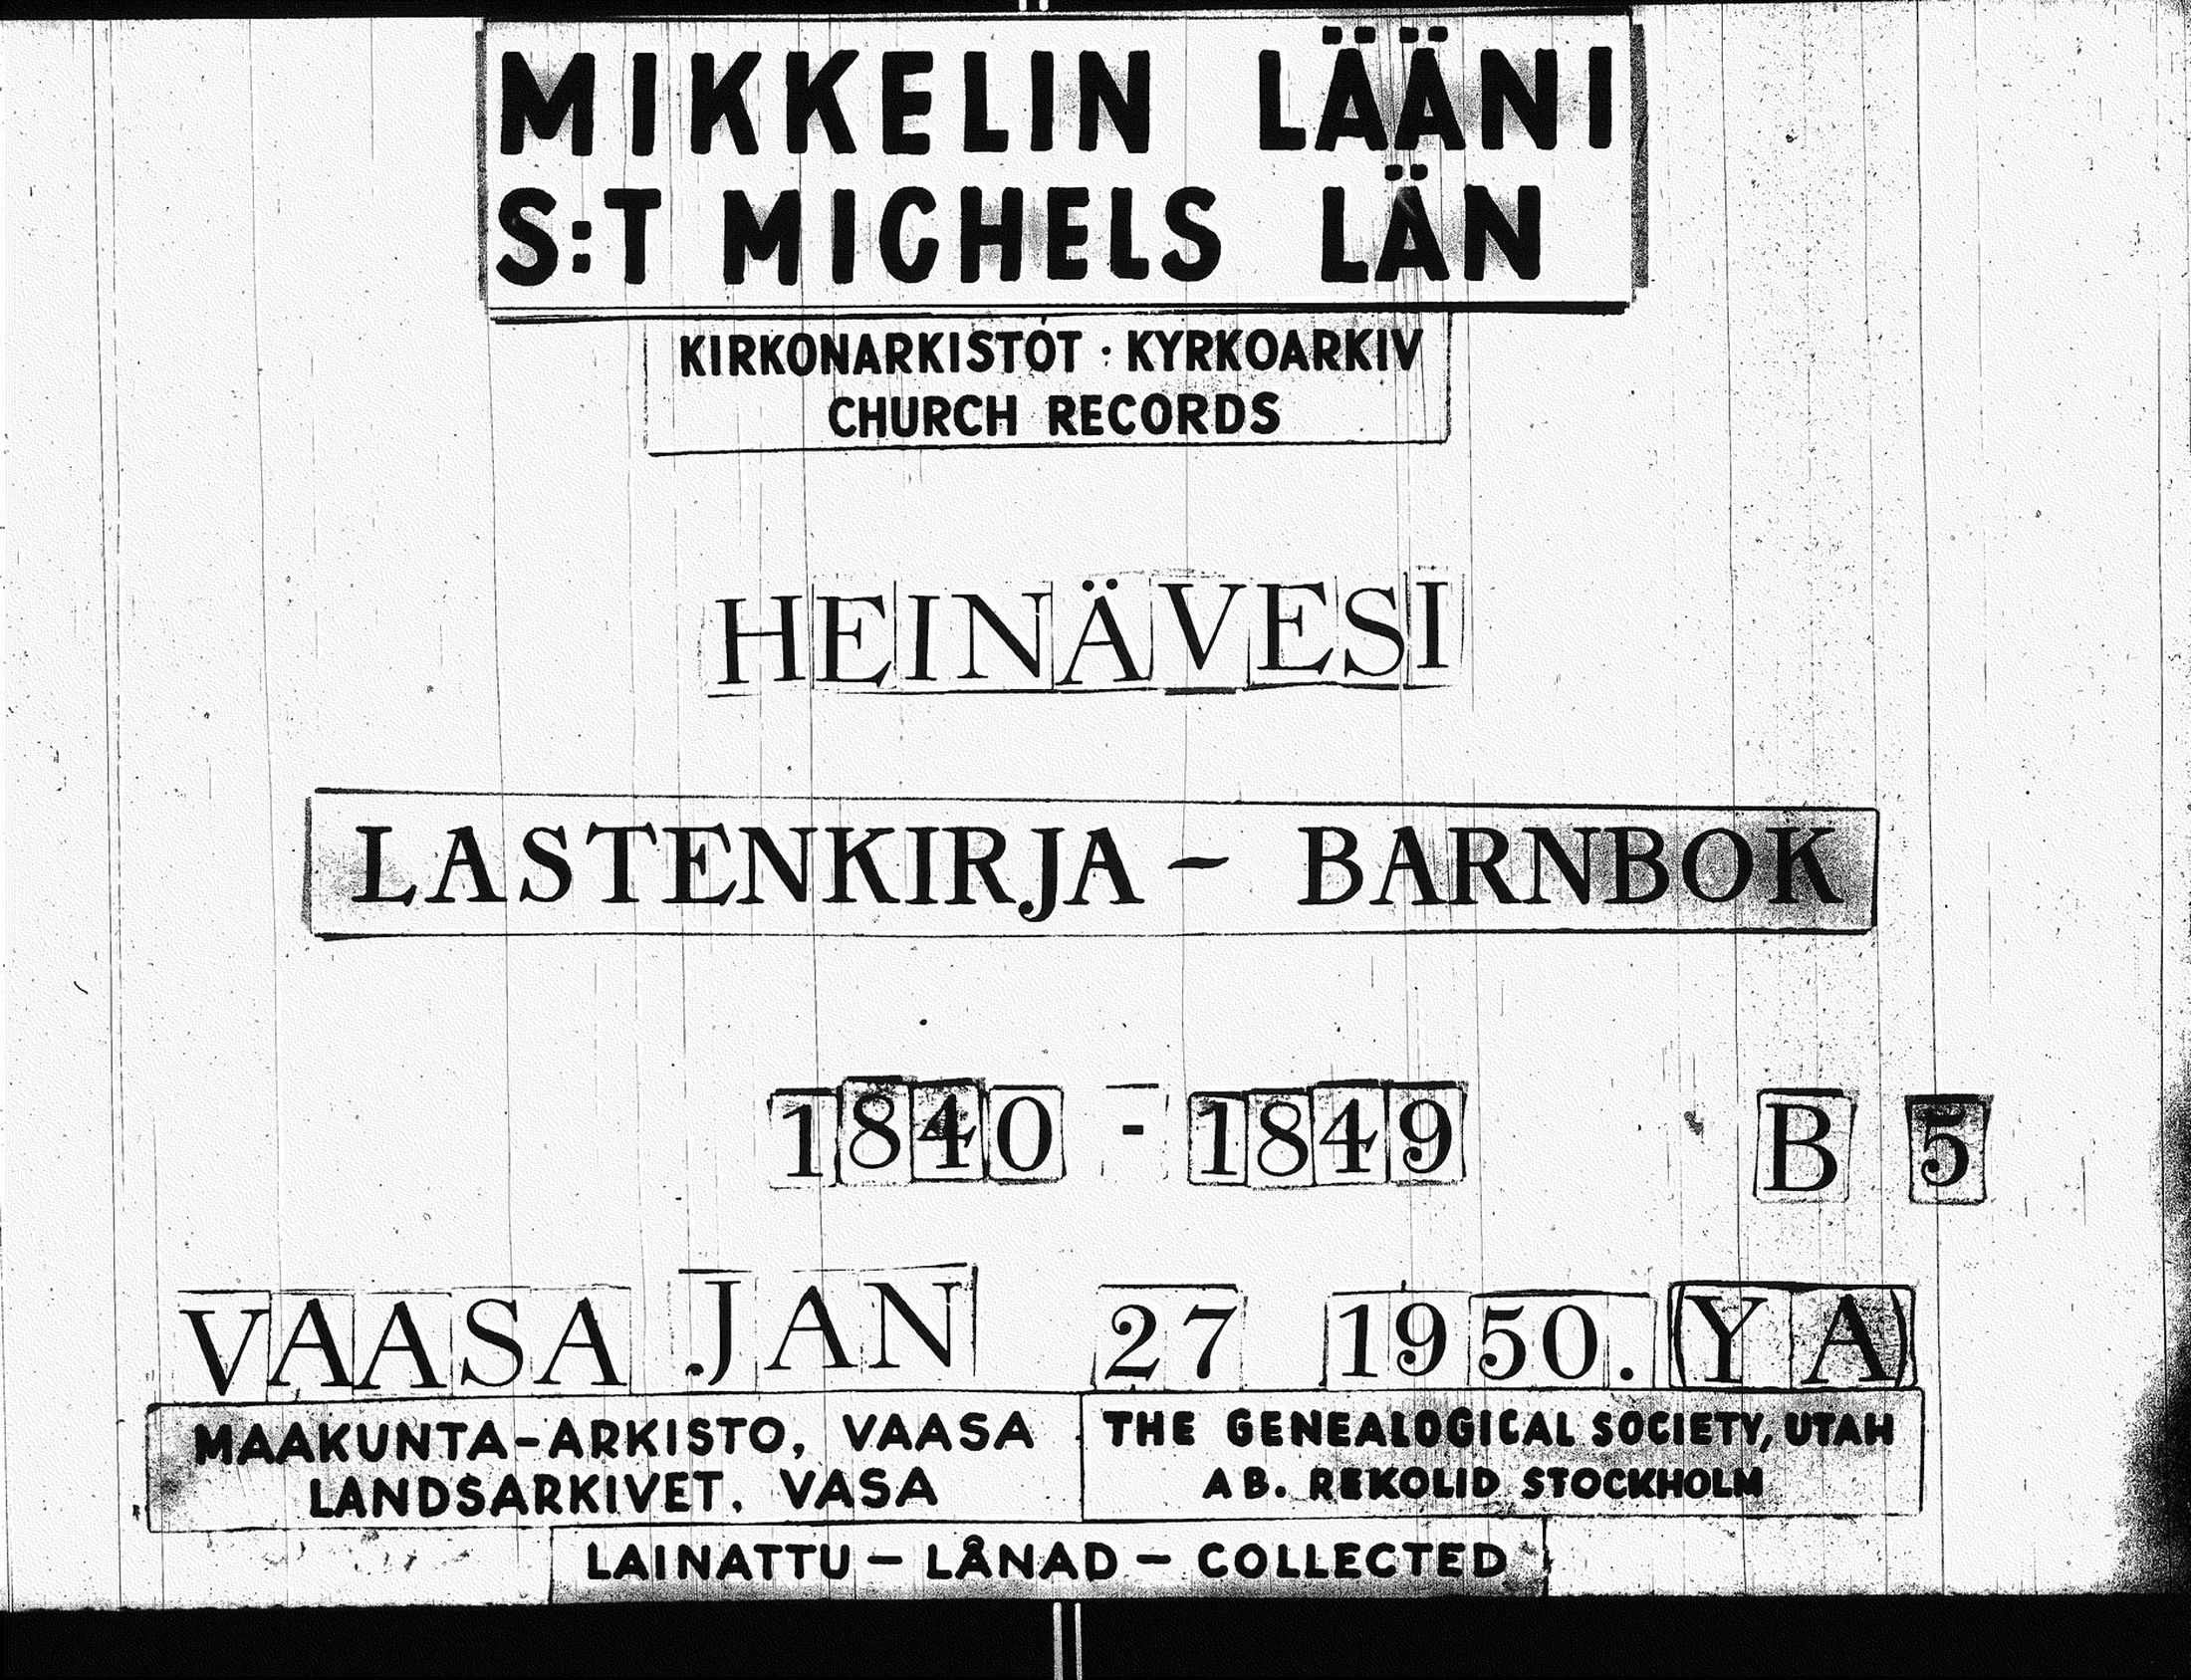 MIKKELIN LÄÄNI
S:T MICHELS LÄN
KIRKONARKISTOT · KYRKOARKIV
CHURCH RECORDS
HEINÄVESI
LASTENKIRJA - BARNBOK
1840 - 1849 B 5
VAASA JAN 27 1950. (YA)
MAAKUNTA-ARKISTO, VAASA
LANDSARKIVET, VASA
THE GENEALOGICAL SOCIETY, UTAH
AB. REKOLID STOCKHOLM
LAINATTU - LÅNAD - COLLECTED